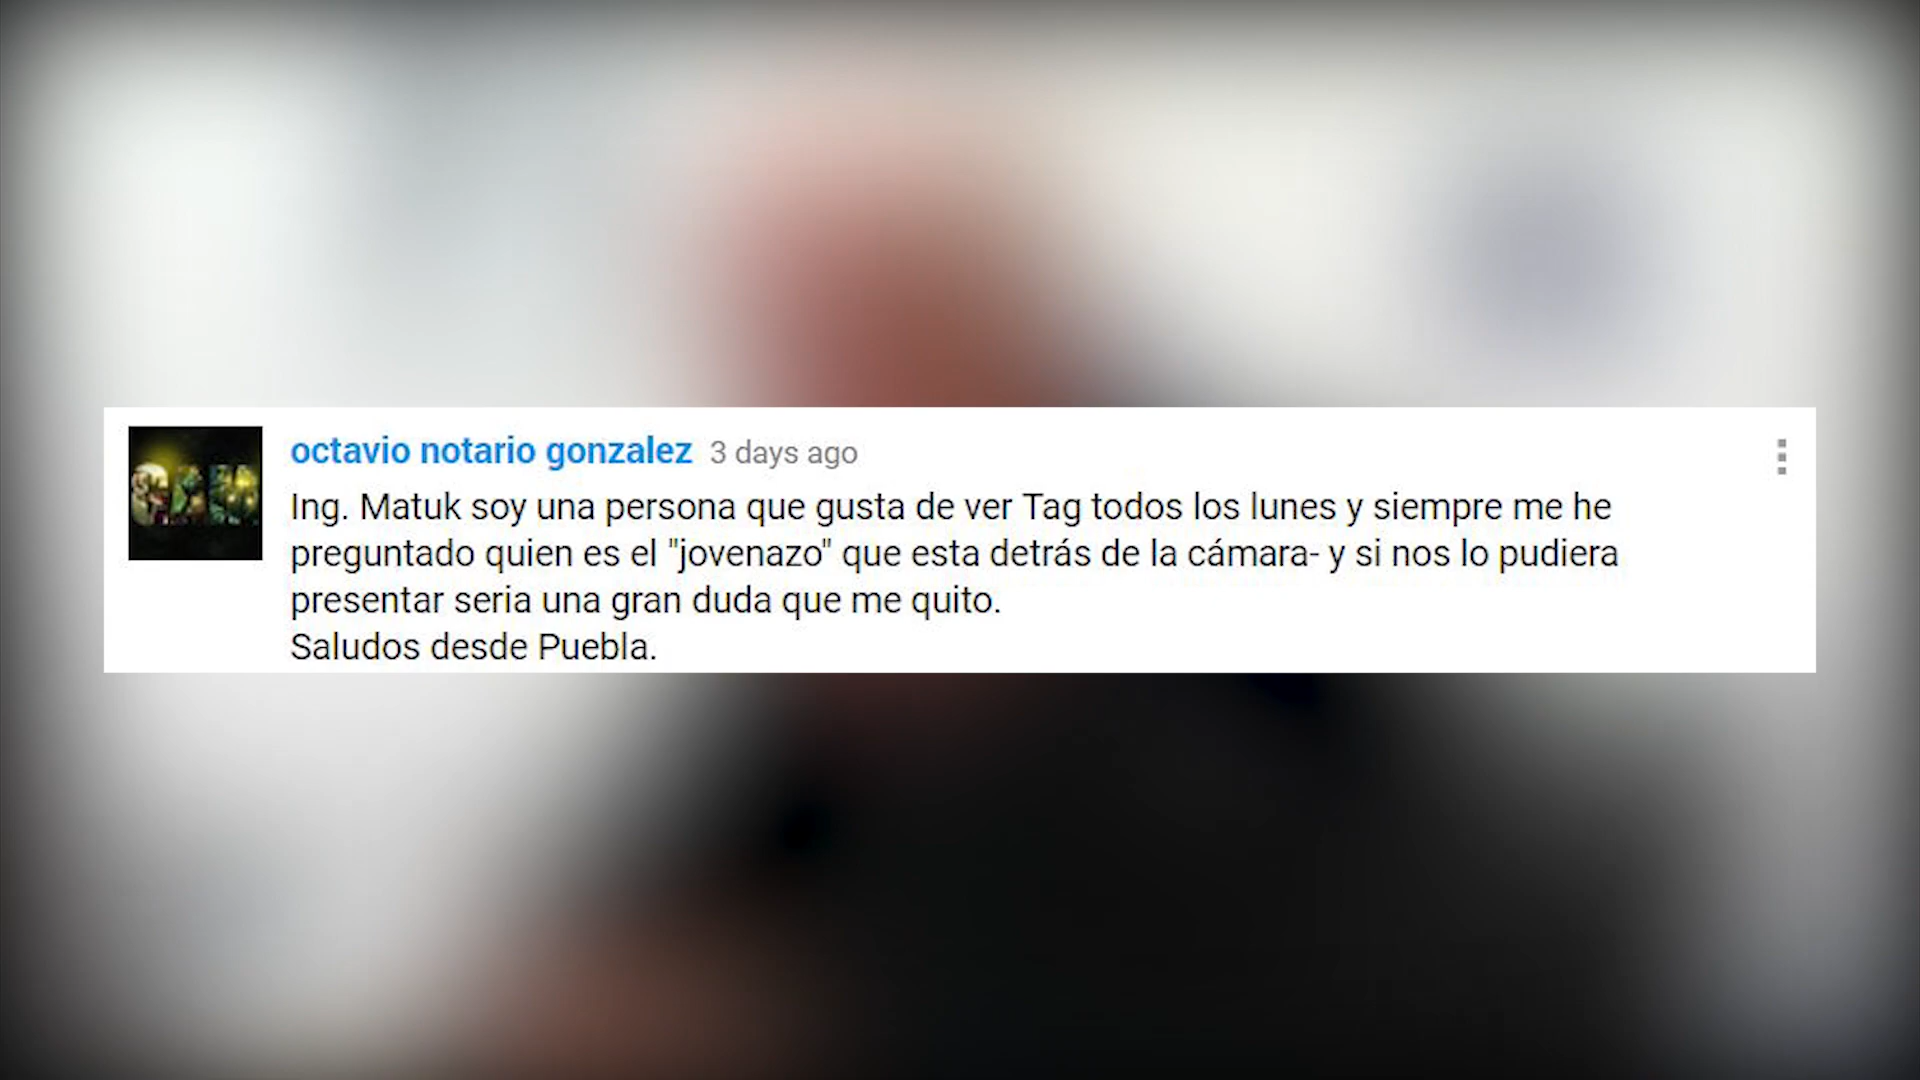 octavio notario gonzalez 3 days ago
Ing. Matuk soy una persona que gusta de ver Tag todos los lunes y siempre me he
preguntado quien es el "jovenazo" que esta detrás de la cámara- y si nos lo pudiera
presentar seria una gran duda que me quito.
Saludos desde Puebla.